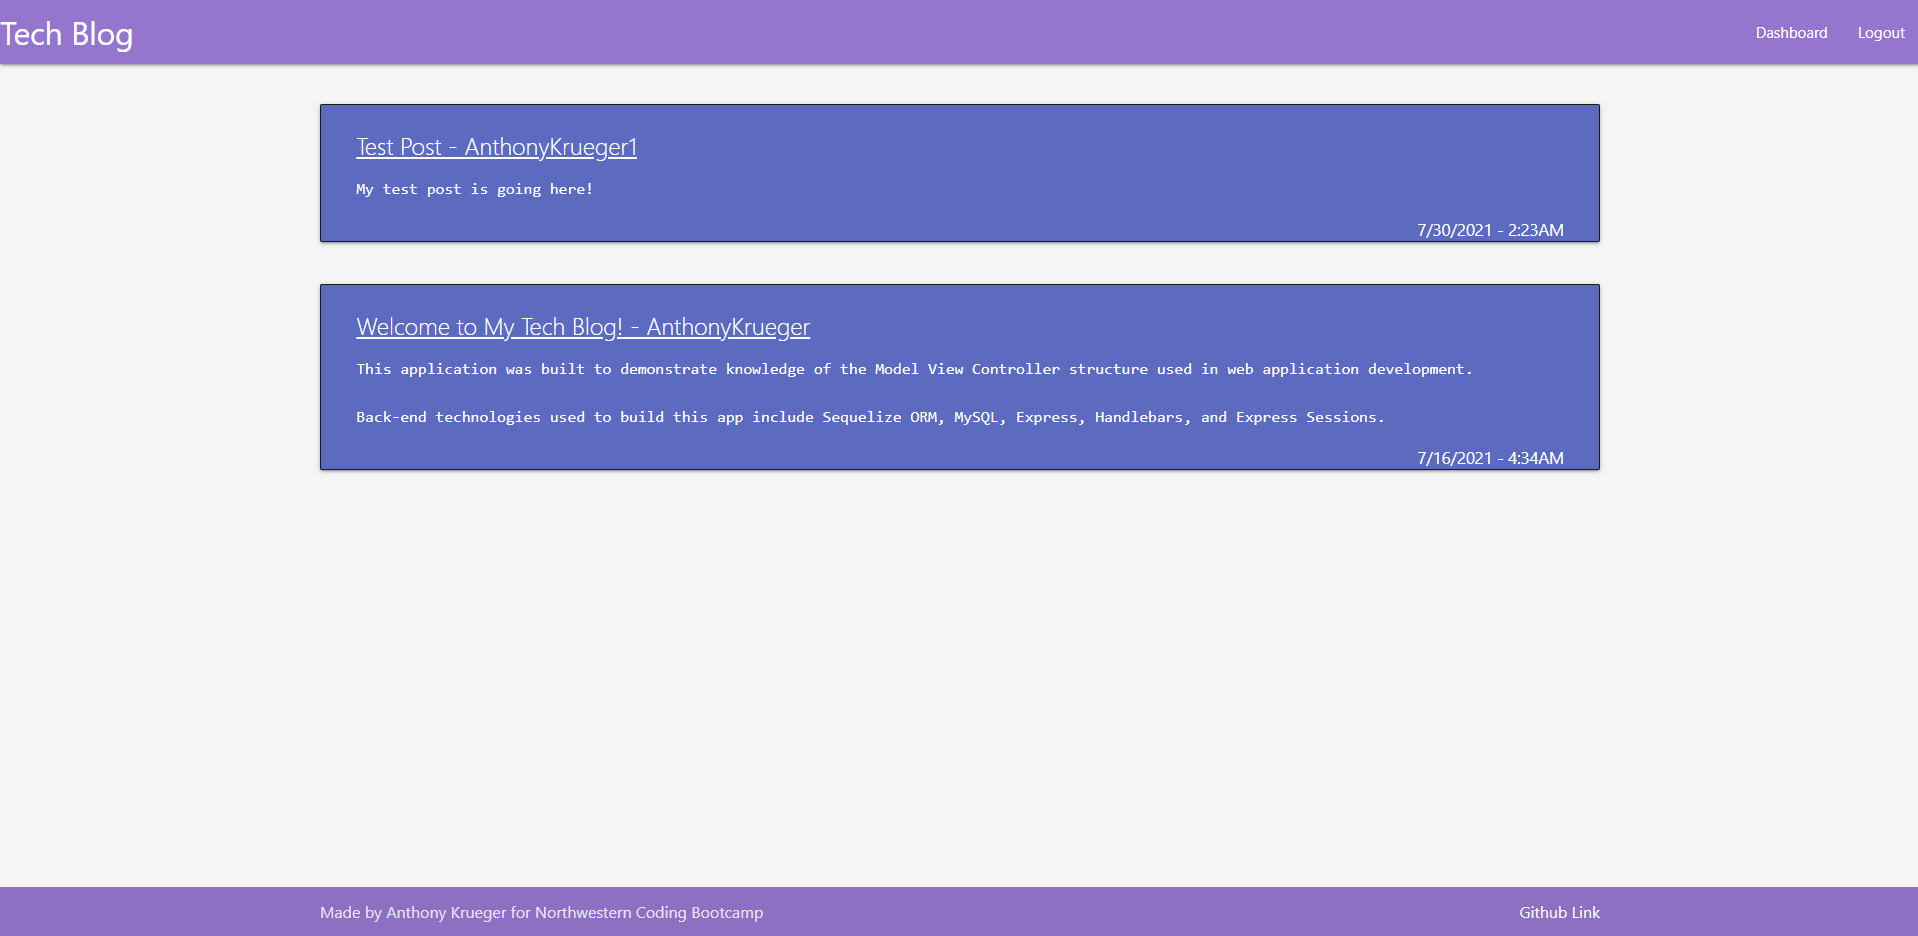 Tech Blog
Dashboard
Logout
Test Post - AnthonyKrueger1
My test post is going here!
7/30/2021 - 2:23AM
Welcome to My Tech Blog! - AnthonyKrueger
This application was built to demonstrate knowledge of the Model View Controller structure used in web application development.
Back-end technologies used to build this app include Sequelize ORM, MySQL, Express, Handlebars, and Express Sessions.
7/16/2021 - 4:34AM
Made by Anthony Krueger for Northwestern Coding Bootcamp
Github Link